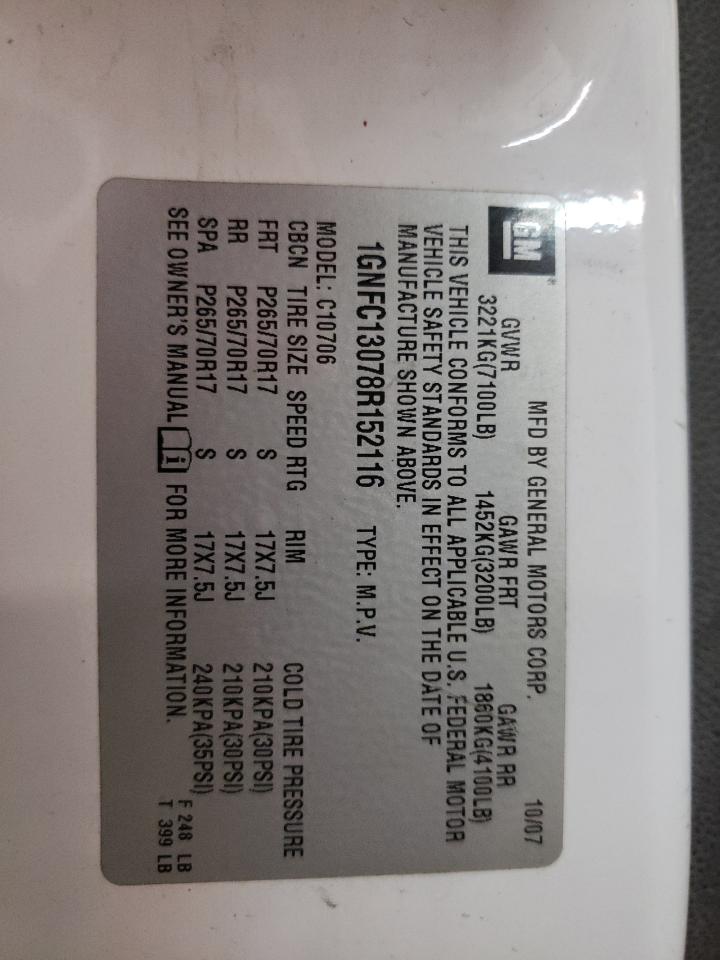 GM®
MFD BY GENERAL MOTORS CORP. 10/07
GVWR GAWR FRT GAWR RR
3221KG(7100LB) 1452KG(3200LB) 1860KG(4100LB)
THIS VEHICLE CONFORMS TO ALL APPLICABLE U.S. FEDERAL MOTOR
VEHICLE SAFETY STANDARDS IN EFFECT ON THE DATE OF
MANUFACTURE SHOWN ABOVE.
1GNFC13078R152116 TYPE: M.P.V.
MODEL: C10706
CBCN TIRE SIZE SPEED RTG RIM COLD TIRE PRESSURE
FRT P265/70R17 S 17X7.5J 210KPA(30PSI)
RR P265/70R17 S 17X7.5J 210KPA(30PSI)
SPA P265/70R17 S 17X7.5J 240KPA(35PSI)
SEE OWNER'S MANUAL i FOR MORE INFORMATION.
F 248 LB
T 399 LB